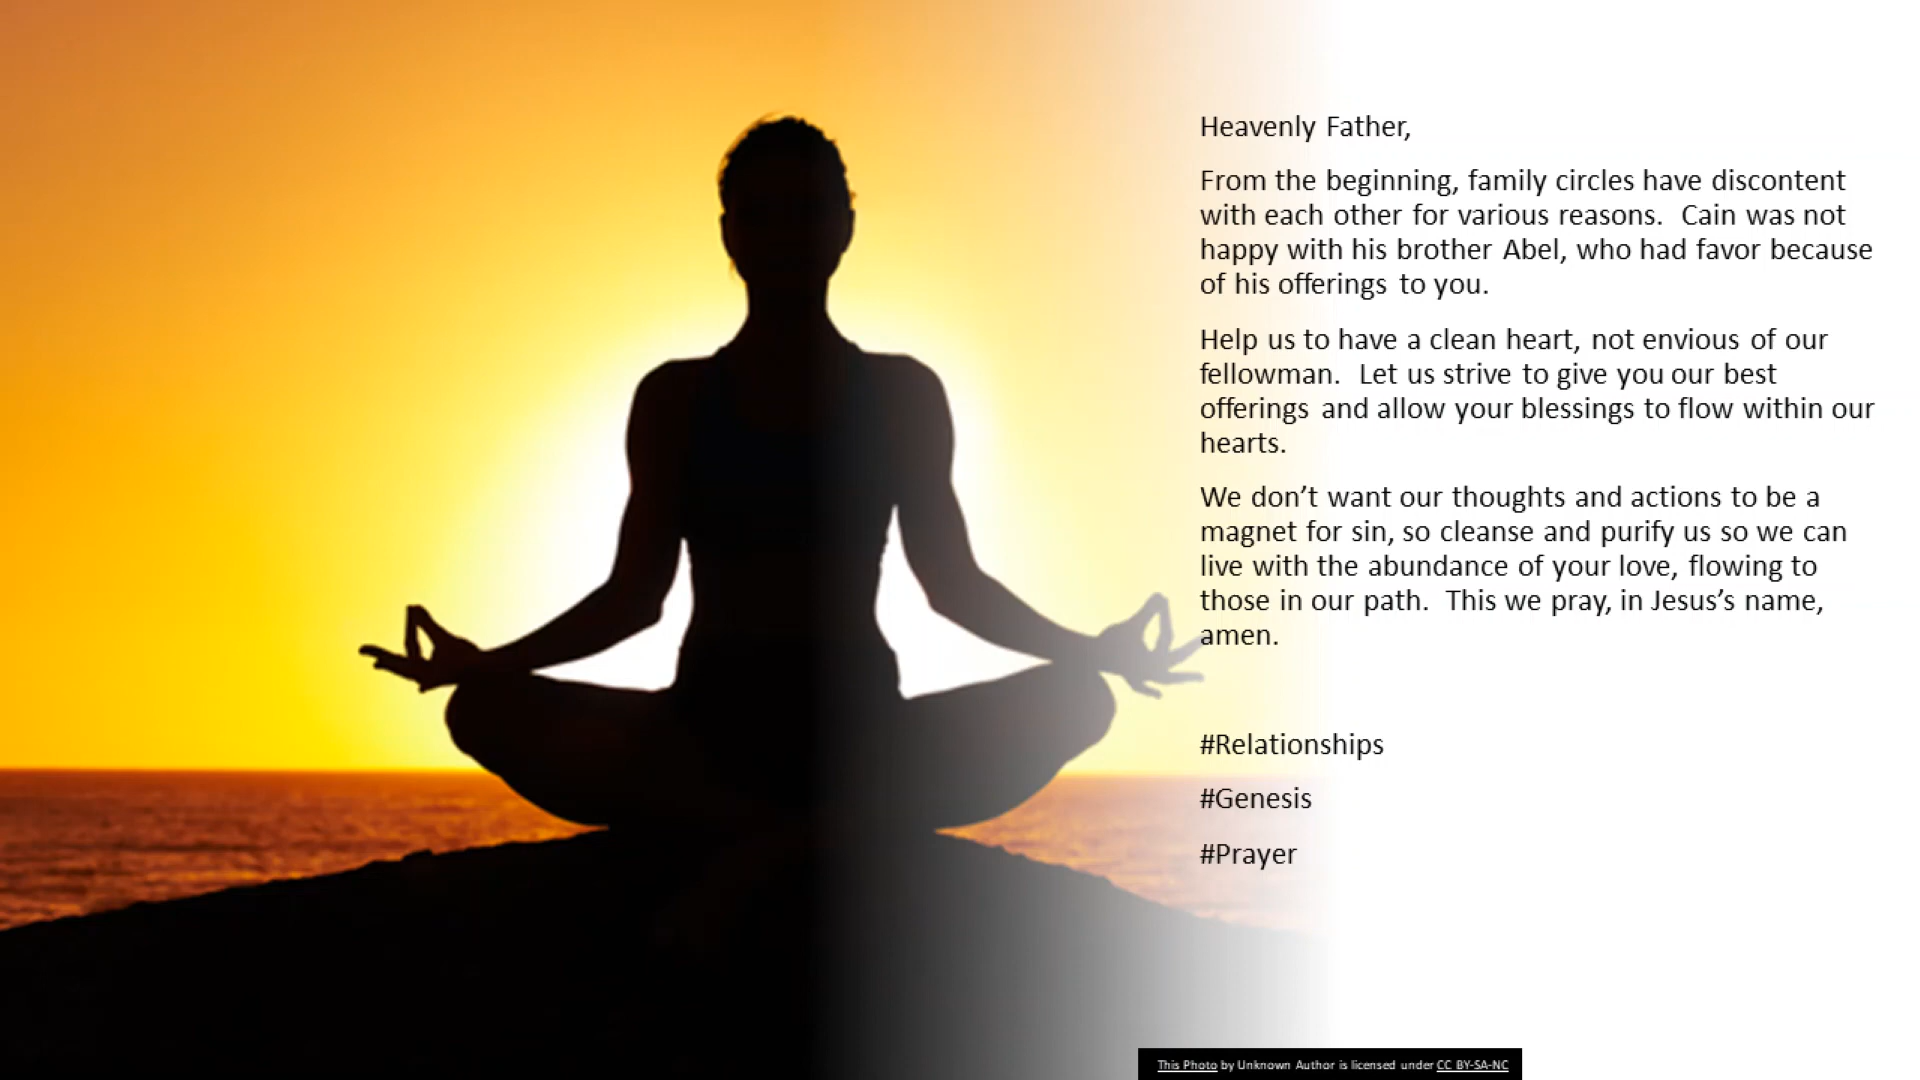 Heavenly Father,
From the beginning, family circles have discontent
with each other for various reasons.  Cain was not
happy with his brother Abel, who had favor because
of his offerings to you.
Help us to have a clean heart, not envious of our
fellowman.  Let us strive to give you our best
offerings and allow your blessings to flow within our
hearts.
We don’t want our thoughts and actions to be a
magnet for sin, so cleanse and purify us so we can
live with the abundance of your love, flowing to
those in our path.  This we pray, in Jesus’s name,
amen.
#Relationships
#Genesis
#Prayer
This Photo by Unknown Author is licensed under CC BY-SA-NC